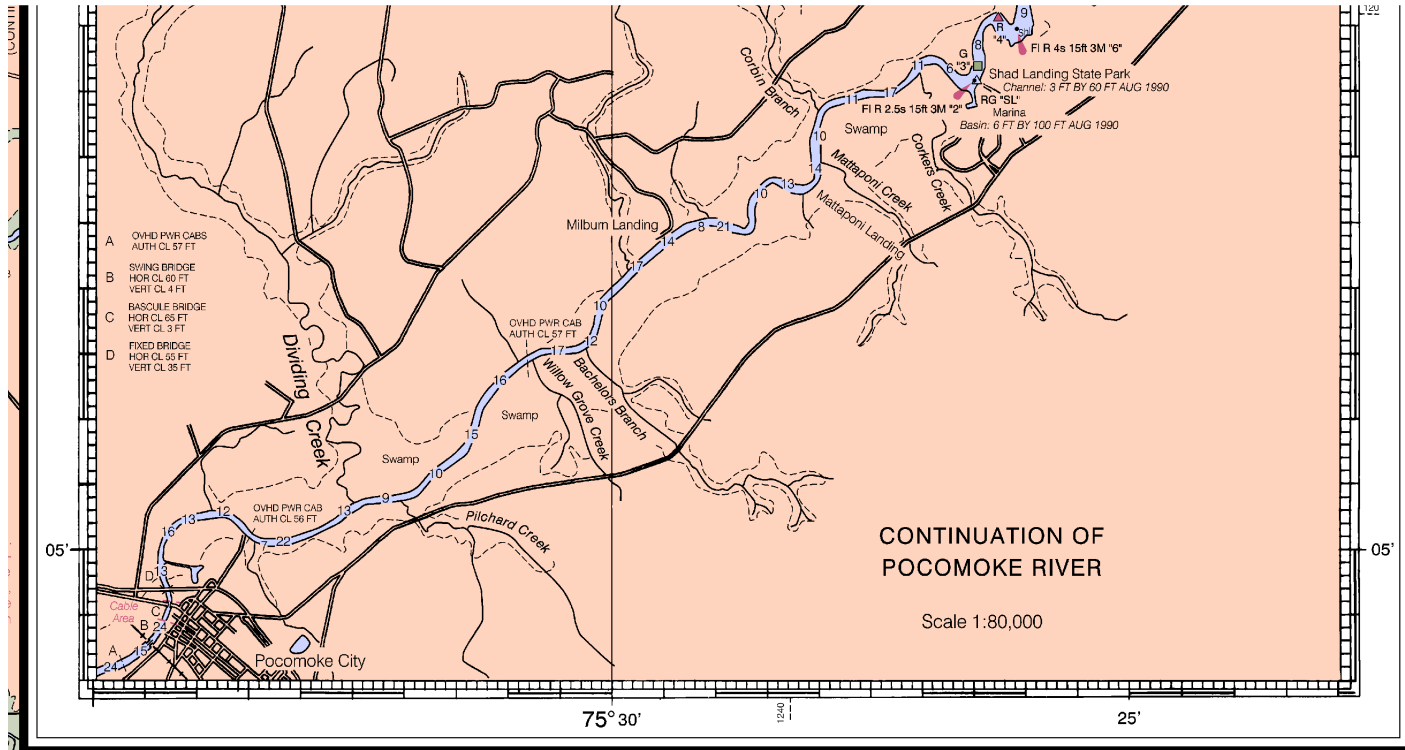 120
9
R
"4"
8
Fl R 4s 15ft 3M "6"
G
"3"
11
6
Shad Landing State Park
Channel: 3 FT BY 60 FT AUG 1990
17
11
Fl R 2.5s 15ft 3M "2"
RG "SL"
Marina
Basin: 6 FT BY 100 FT AUG 1990
Corbin Branch
10
Swamp
Corkers Creek
14
Mattaponi Creek
13
10
Mattaponi Landing
Milburn Landing
8
21
14
17
A
OVHD PWR CABS
AUTH CL 57 FT
B
SWING BRIDGE
HOR CL 60 FT
VERT CL 4 FT
C
BASCULE BRIDGE
HOR CL 65 FT
VERT CL 3 FT
D
FIXED BRIDGE
HOR CL 55 FT
VERT CL 35 FT
10
OVHD PWR CAB
AUTH CL 57 FT
12
17
Dividing Creek
16
Willow Grove Creek
Bachelors Branch
Swamp
15
Swamp
10
9
13
OVHD PWR CAB
AUTH CL 56 FT
12
13
16
7
22
Pilchard Creek
CONTINUATION OF
POCOMOKE RIVER
05'
05'
D
13
Scale 1:80,000
Cable
Area
C
B
24
A
15
24
Pocomoke City
75° 30'
1240
25'